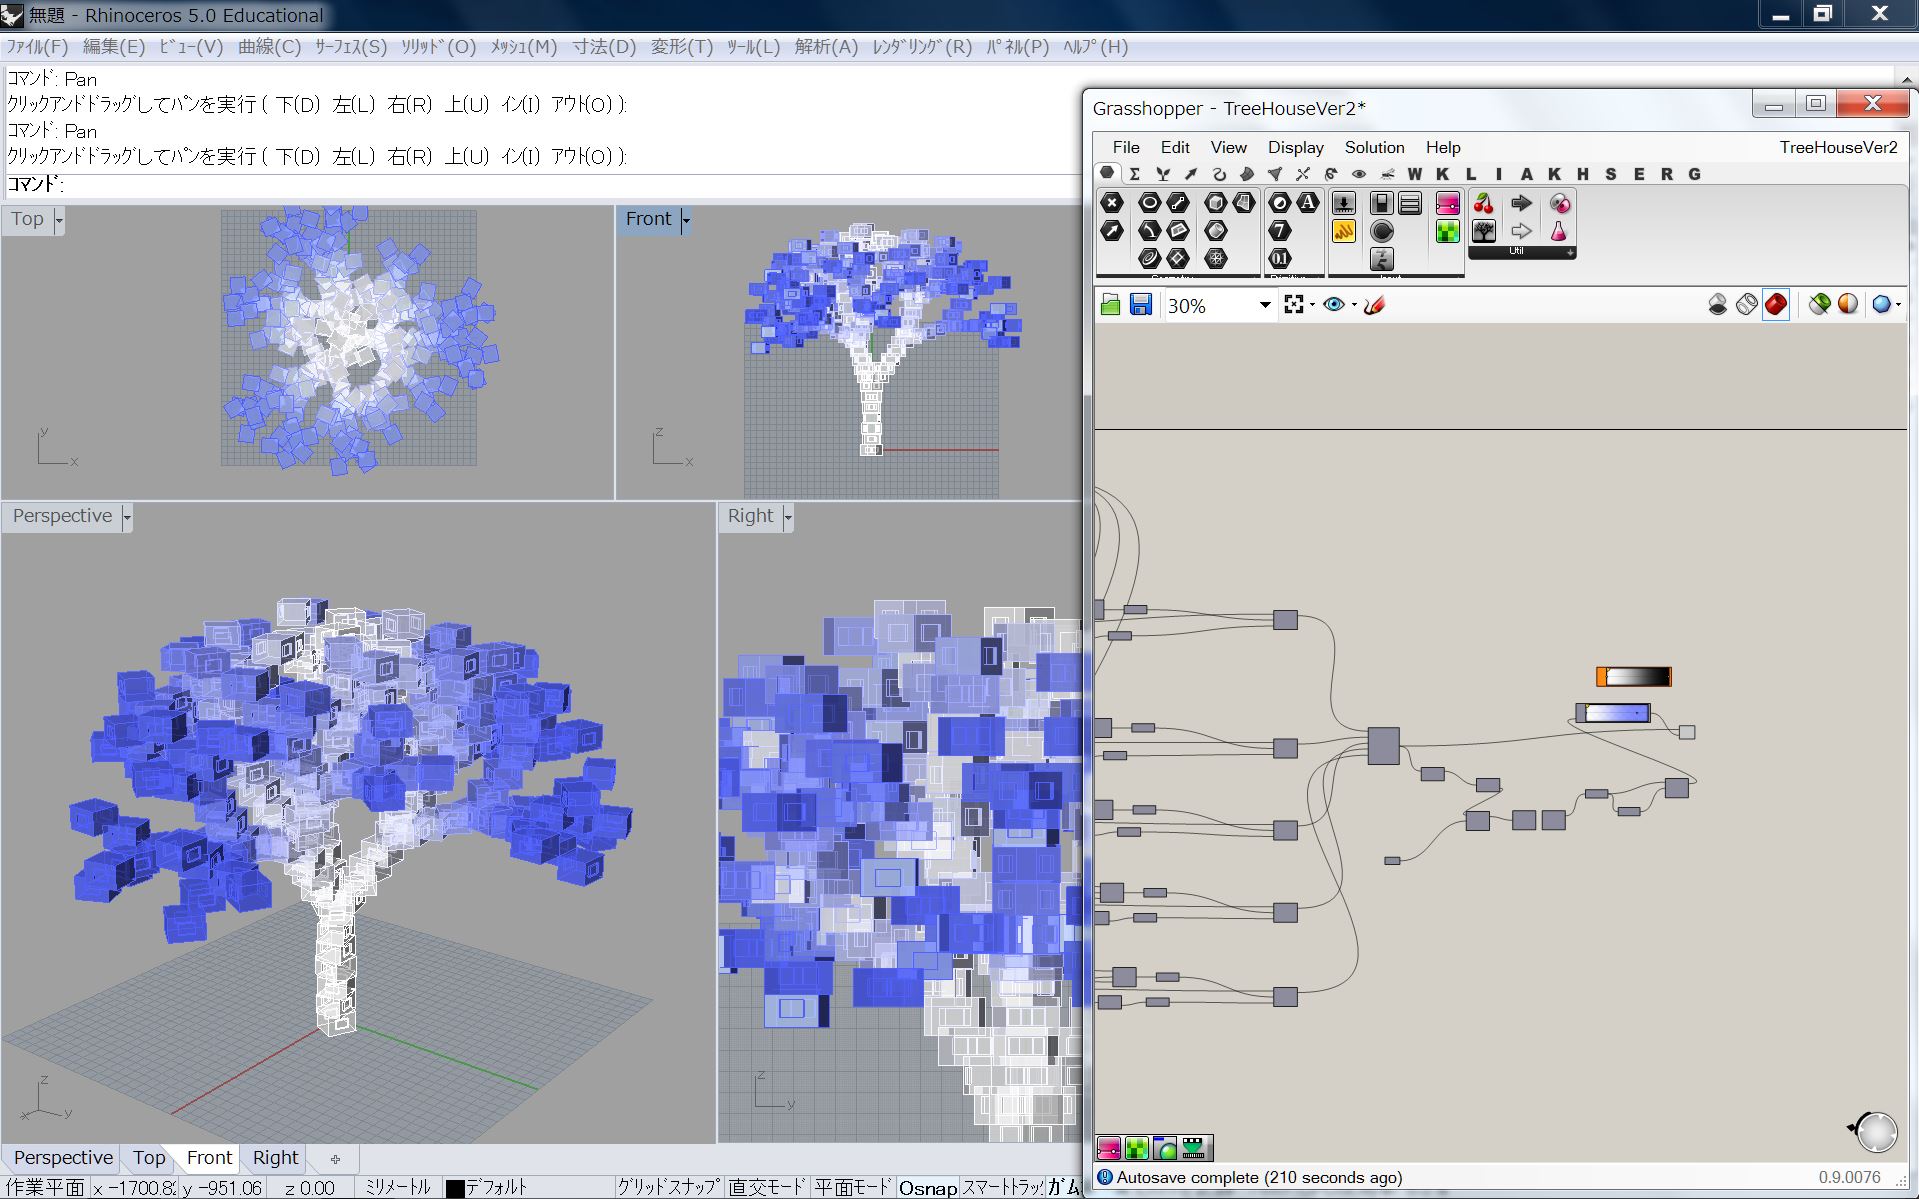 無題 - Rhinoceros 5.0 Educational
ﾌｧｲﾙ(F) 編集(E) ﾋﾞｭｰ(V) 曲線(C) ｻｰﾌｪｽ(S) ｿﾘｯﾄﾞ(O) ﾒｯｼｭ(M) 寸法(D) 変形(T) ﾂｰﾙ(L) 解析(A) ﾚﾝﾀﾞﾘﾝｸﾞ(R) ﾊﾟﾈﾙ(P) ﾍﾙﾌﾟ(H)
ｺﾏﾝﾄﾞ: Pan
ｸﾘｯｸｱﾝﾄﾞﾄﾞﾗｯｸﾞしてﾊﾟﾝを実行 ( 下(D) 左(L) 右(R) 上(U) ｲﾝ(I) ｱｳﾄ(O) ):
ｺﾏﾝﾄﾞ: Pan
ｸﾘｯｸｱﾝﾄﾞﾄﾞﾗｯｸﾞしてﾊﾟﾝを実行 ( 下(D) 左(L) 右(R) 上(U) ｲﾝ(I) ｱｳﾄ(O) ):
ｺﾏﾝﾄﾞ:
Top
y
x
Front
z
x
Perspective
z
x y
Right
z
y
Grasshopper - TreeHouseVer2*
File Edit View Display Solution Help TreeHouseVer2
Σ W K L I A K H S E R G
A
7
0.1
Util
30%
Autosave complete (210 seconds ago) 0.9.0076
Perspective Top Front Right
作業平面 x -1700.82 y -951.06 z 0.00 ﾐﾘﾒｰﾄﾙ ﾃﾞﾌｫﾙﾄ ｸﾞﾘｯﾄﾞｽﾅｯﾌﾟ 直交ﾓｰﾄﾞ 平面ﾓｰﾄﾞ Osnap ｽﾏｰﾄﾄﾗｯ ｶﾞﾑ